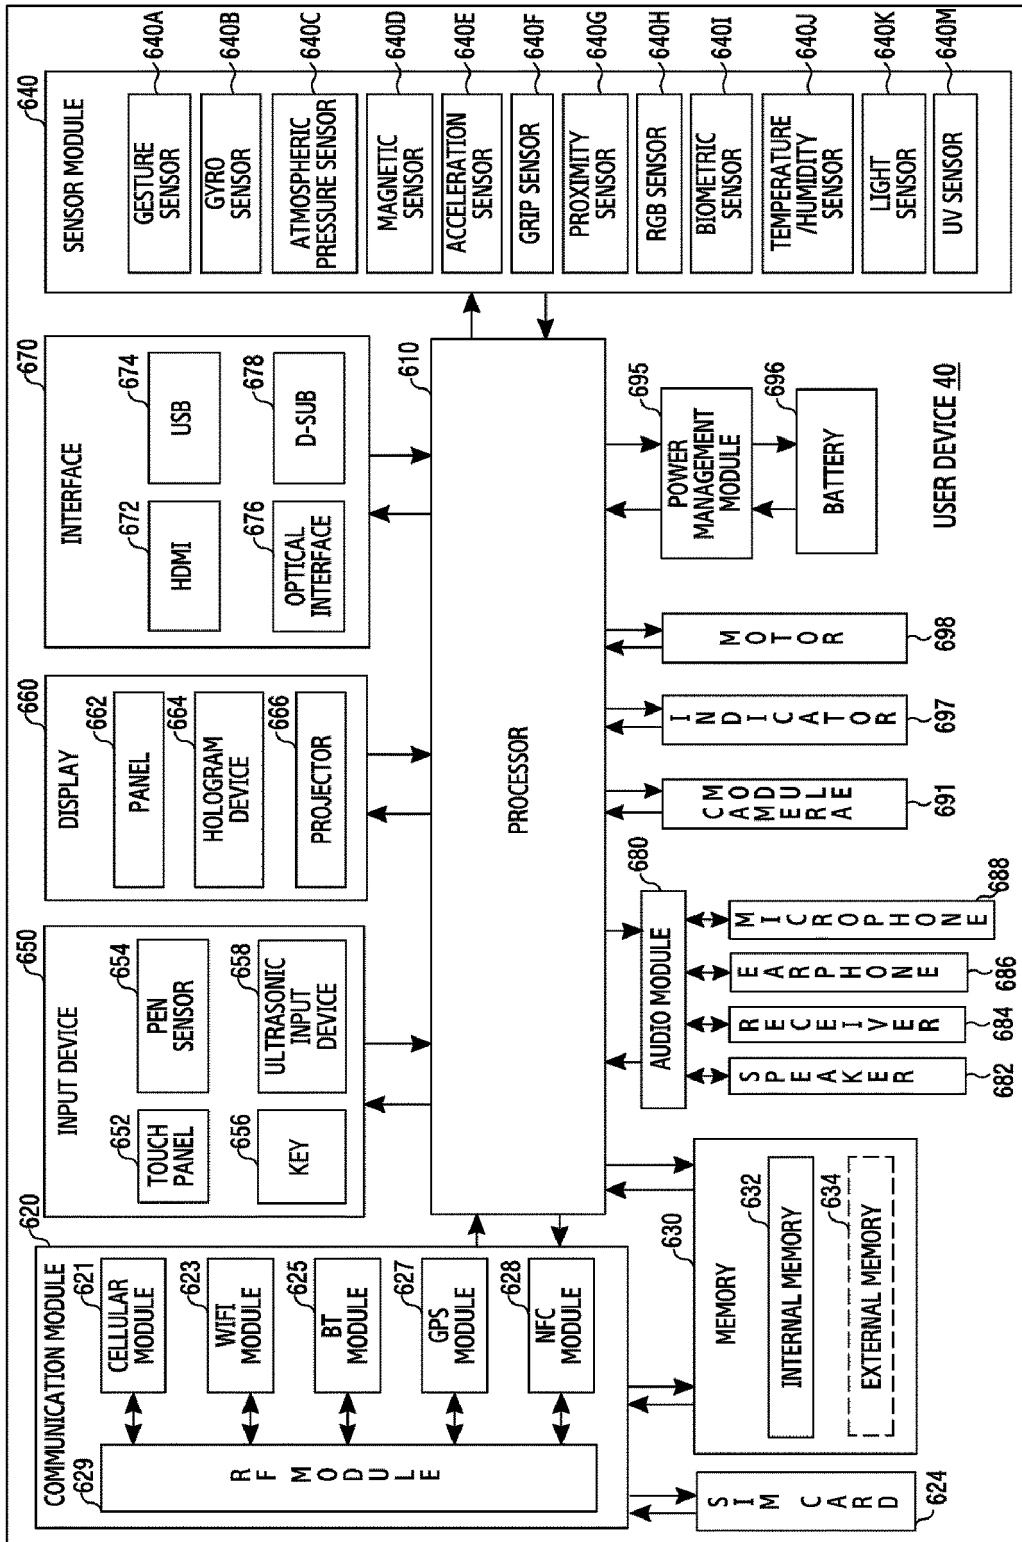 USER DEVICE 40
COMMUNICATION MODULE
620
629
RF MODULE
CELLULAR
MODULE
621
WIFI
MODULE
623
BT
MODULE
625
GPS
MODULE
627
NFC
MODULE
628
SIM CARD
624
INPUT DEVICE
650
TOUCH
PANEL
652
PEN
SENSOR
654
KEY
656
ULTRASONIC
INPUT
DEVICE
658
DISPLAY
660
PANEL
662
HOLOGRAM
DEVICE
664
PROJECTOR
666
INTERFACE
670
HDMI
672
USB
674
OPTICAL
INTERFACE
676
D-SUB
678
SENSOR MODULE
640
GESTURE
SENSOR
640A
GYRO
SENSOR
640B
ATMOSPHERIC
PRESSURE SENSOR
640C
MAGNETIC
SENSOR
640D
ACCELERATION
SENSOR
640E
GRIP SENSOR
640F
PROXIMITY
SENSOR
640G
RGB SENSOR
640H
BIOMETRIC
SENSOR
640I
TEMPERATURE
/HUMIDITY
SENSOR
640J
LIGHT
SENSOR
640K
UV SENSOR
640M
PROCESSOR
610
MEMORY
630
INTERNAL MEMORY
632
EXTERNAL MEMORY
634
AUDIO MODULE
680
SPEAKER
682
RECEIVER
684
EARPHONE
686
MICROPHONE
688
CAMERA
MODULE
691
INDICATOR
697
MOTOR
698
POWER
MANAGEMENT
MODULE
695
BATTERY
696